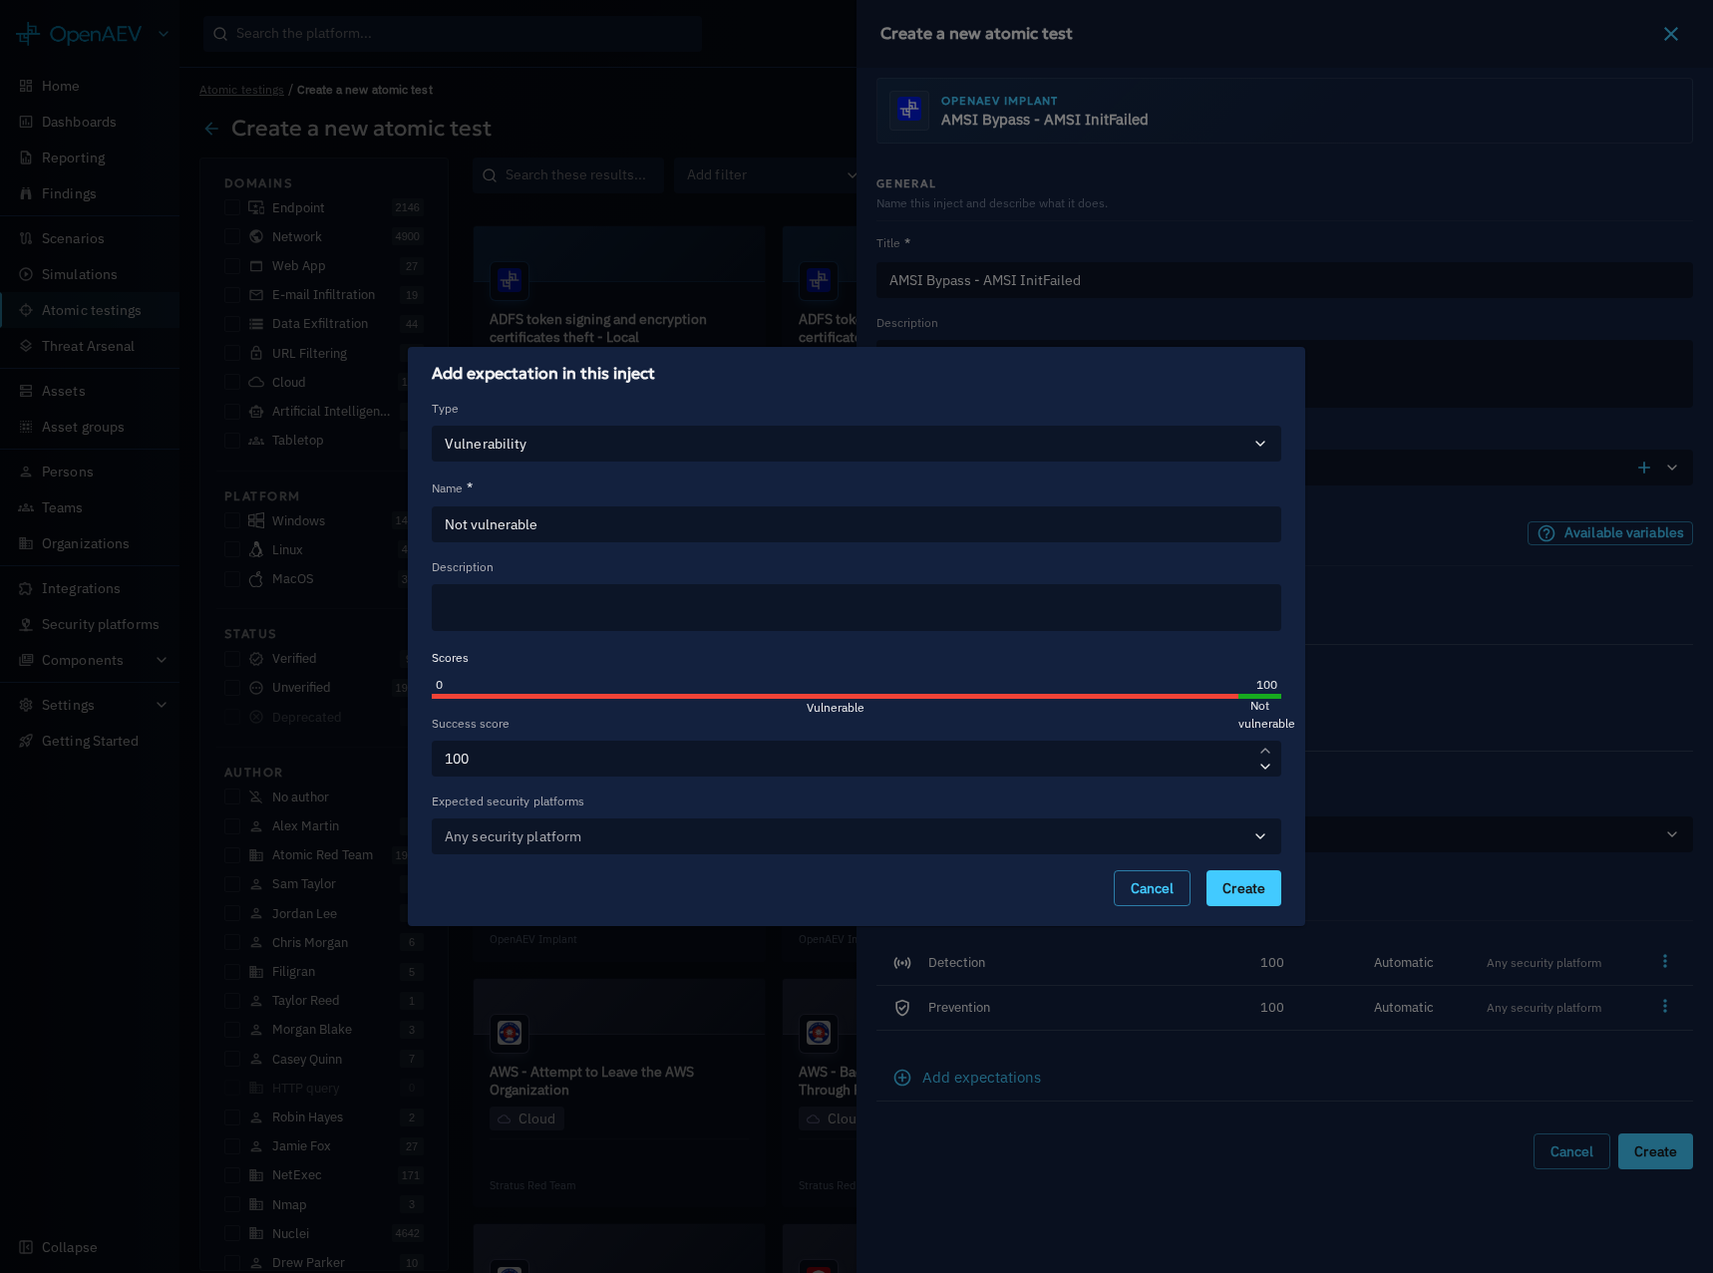 OpenAEV
Search the platform...
Home
Dashboards
Reporting
Findings
Scenarios
Simulations
Atomic testings
Threat Arsenal
Assets
Asset groups
Persons
Teams
Organizations
Integrations
Security platforms
Components
Settings
Getting Started
Collapse
Atomic testings / Create a new atomic test
Create a new atomic test
DOMAINS
Endpoint 2146
Network 4900
Web App 27
E-mail Infiltration 19
Data Exfiltration 44
URL Filtering
Cloud
Artificial Intelligen...
Tabletop
PLATFORM
Windows
Linux
MacOS
STATUS
Verified
Unverified
Deprecated
AUTHOR
No author
Alex Martin
Atomic Red Team
Sam Taylor
Jordan Lee
Chris Morgan 6
Filigran 5
Taylor Reed 1
Morgan Blake 3
Casey Quinn 7
HTTP query 0
Robin Hayes 2
Jamie Fox 27
NetExec 171
Nmap 3
Nuclei 4642
Drew Parker 10
Search these results...
Add filter
ADFS token signing and encryption
certificates theft - Local
OpenAEV Implant
AWS - Attempt to Leave the AWS
Organization
Cloud
Stratus Red Team
Create a new atomic test
OPENAEV IMPLANT
AMSI Bypass - AMSI InitFailed
GENERAL
Name this inject and describe what it does.
Title *
AMSI Bypass - AMSI InitFailed
Description
Available variables
Detection 100 Automatic Any security platform
Prevention 100 Automatic Any security platform
Add expectations
Cancel
Create
Add expectation in this inject
Type
Vulnerability
Name *
Not vulnerable
Description
Scores
0 100
Vulnerable
Not
vulnerable
Success score
100
Expected security platforms
Any security platform
Cancel
Create